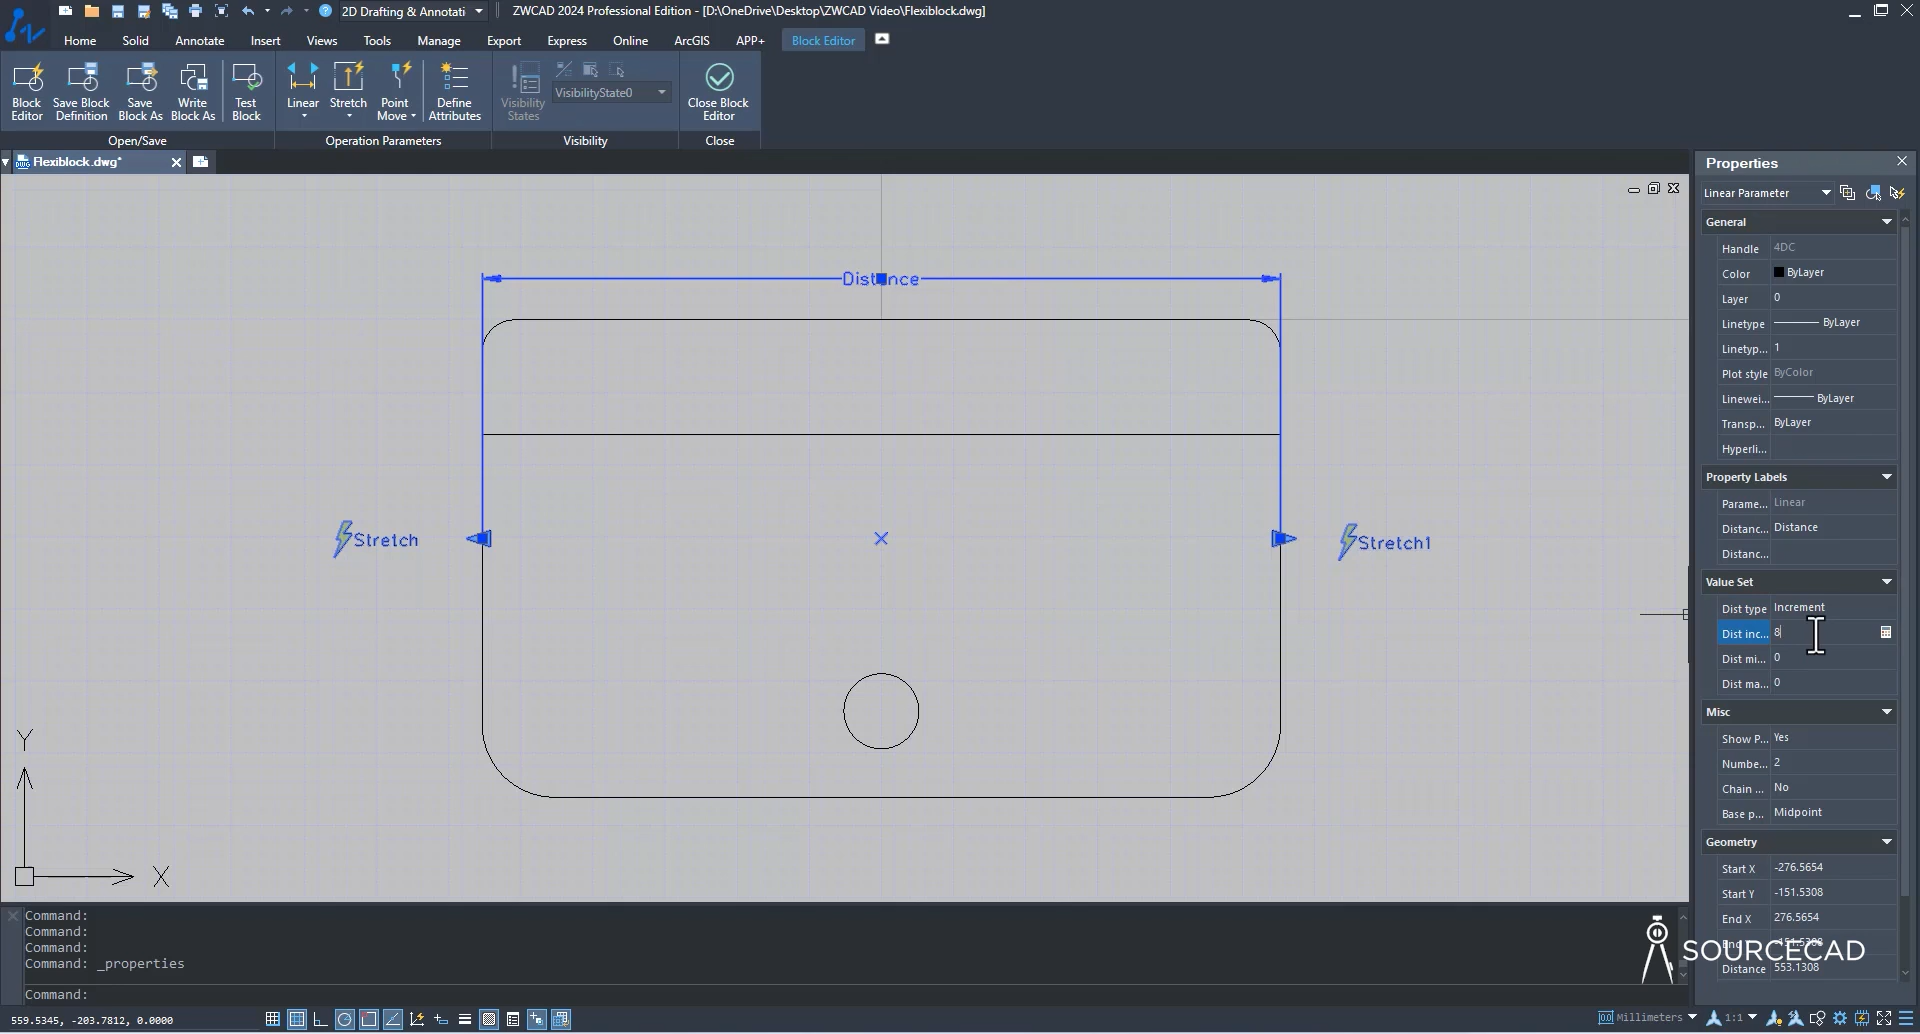 2D Drafting & Annotati
ZWCAD 2024 Professional Edition - [D:\OneDrive\Desktop\ZWCAD Video\Flexiblock.dwg]
Home Solid Annotate Insert Views Tools Manage Export Express Online ArcGIS APP+ Block Editor
Block Editor
Save Block Definition
Save Block As
Write Block As
Test Block
Linear
Stretch
Point Move
Define Attributes
Visibility States
VisibilityState0
Close Block Editor
Open/Save
Operation Parameters
Visibility
Close
Flexiblock.dwg*
Properties
Linear Parameter
General
Handle 4DC
Color ByLayer
Layer 0
Linetype ByLayer
Linetyp... 1
Plot style ByColor
Linewei... ByLayer
Transp... ByLayer
Hyperli...
Property Labels
Parame... Linear
Distanc... Distance
Distanc...
Value Set
Dist type Increment
Dist inc... 8
Dist mi... 0
Dist ma... 0
Misc
Show P... Yes
Numbe... 2
Chain ... No
Base p... Midpoint
Geometry
Start X -276.5654
Start Y -151.5308
End X 276.5654
End -151.5308
Distance 553.1308
Distance
Stretch
Stretch1
Y
X
Command:
Command:
Command:
Command: _properties
Command:
SOURCECAD
559.5345, -203.7812, 0.0000
Millimeters
1:1